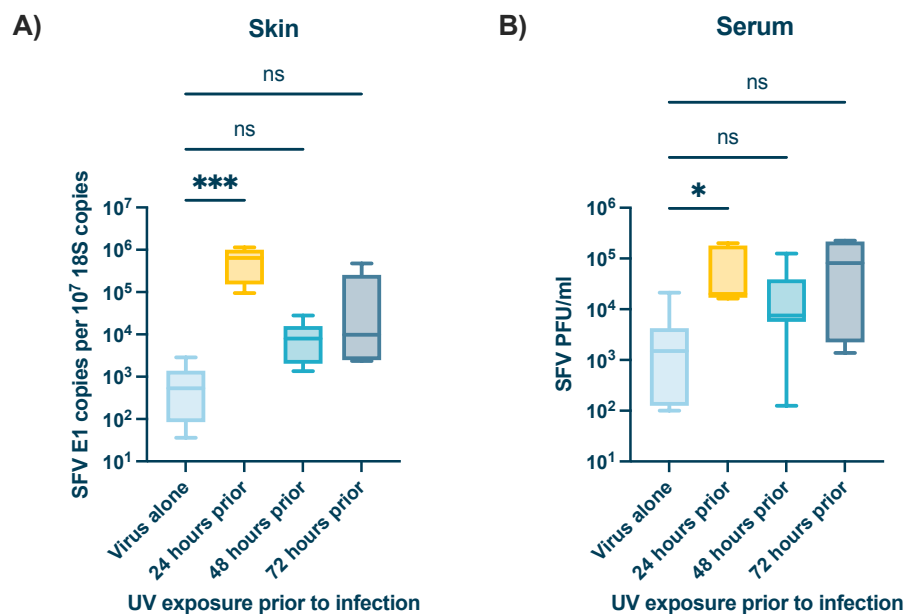 A)
Skin
ns
ns
***
SFV E1 copies per 10⁷ 18S copies
10⁷
10⁶
10⁵
10⁴
10³
10²
10¹
Virus alone
24 hours prior
48 hours prior
72 hours prior
UV exposure prior to infection
B)
Serum
ns
ns
*
SFV PFU/ml
10⁶
10⁵
10⁴
10³
10²
10¹
Virus alone
24 hours prior
48 hours prior
72 hours prior
UV exposure prior to infection